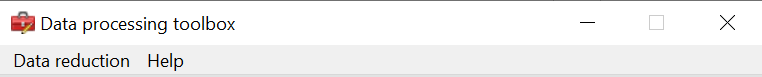 Data processing toolbox
Data reduction Help